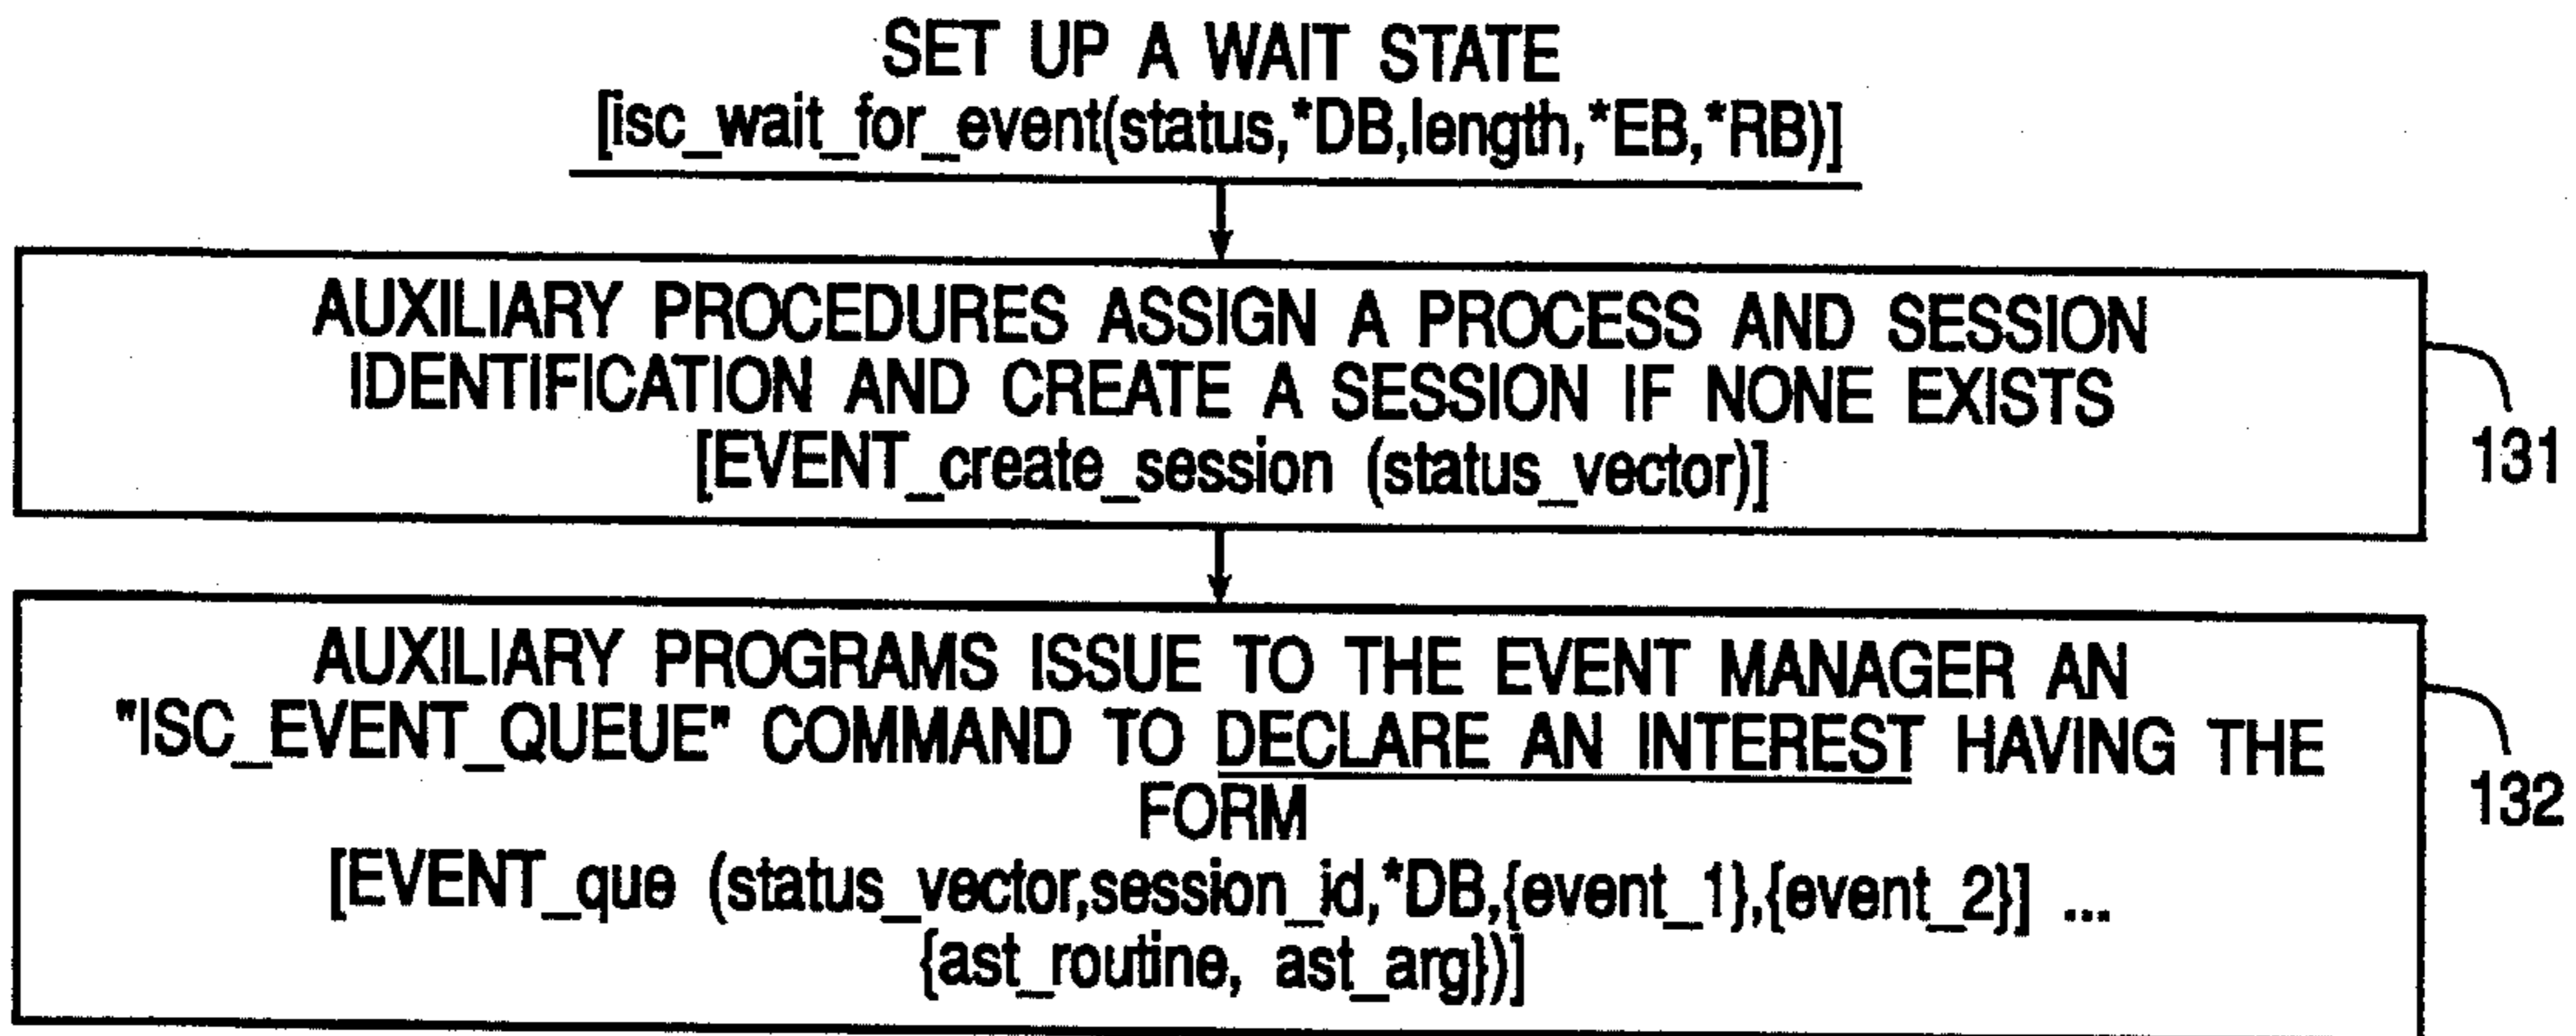 SET UP A WAIT STATE
[isc_wait_for_event(status,*DB,length,*EB,*RB)]
AUXILIARY PROCEDURES ASSIGN A PROCESS AND SESSION
IDENTIFICATION AND CREATE A SESSION IF NONE EXISTS
[EVENT_create_session (status_vector)]
131
AUXILIARY PROGRAMS ISSUE TO THE EVENT MANAGER AN
"ISC_EVENT_QUEUE" COMMAND TO DECLARE AN INTEREST HAVING THE
FORM
[EVENT_que (status_vector,session_id,*DB,{event_1},{event_2}] ...
{ast_routine, ast_arg})]
132